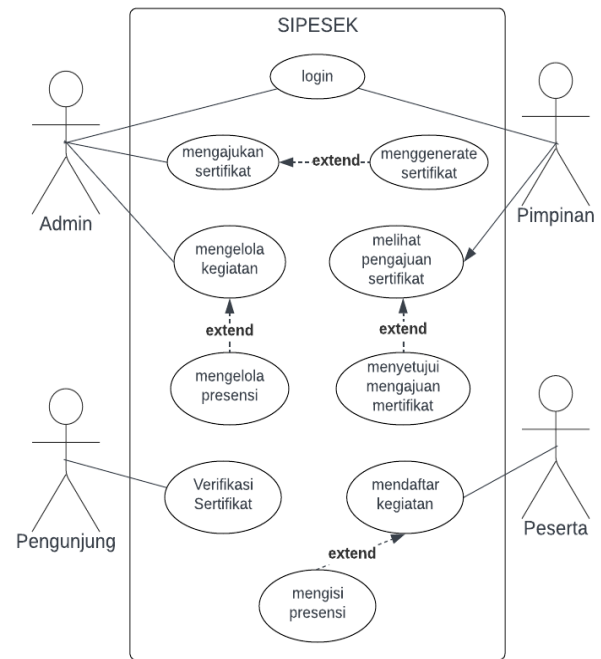 SIPESEK
login
mengajukan
sertifikat
extend
menggenerate
sertifikat
Admin
Pimpinan
mengelola
kegiatan
melihat
pengajuan
sertifikat
extend
extend
mengelola
presensi
menyetujui
mengajuan
mertifikat
Verifikasi
Sertifikat
mendaftar
kegiatan
Pengunjung
Peserta
extend
mengisi
presensi